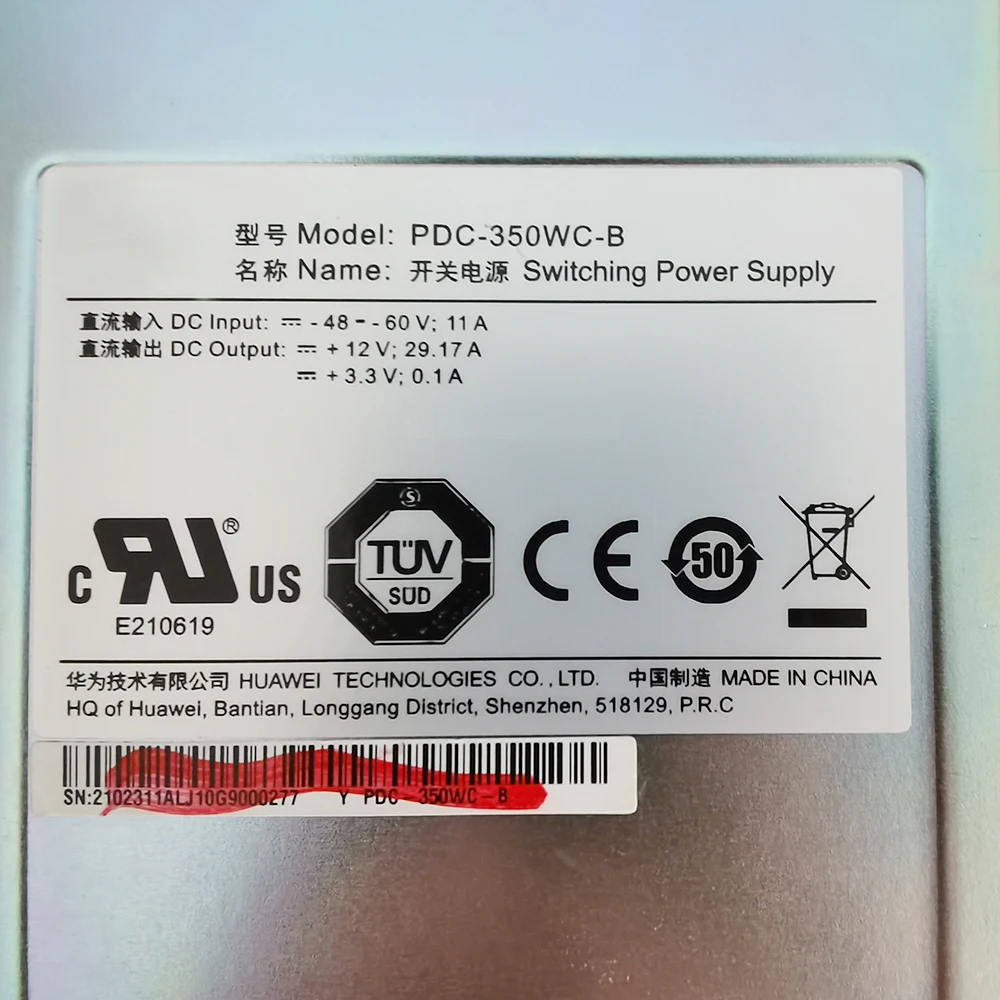 型号 Model: PDC-350WC-B
名称 Name: 开关电源 Switching Power Supply
直流输入 DC Input: ⎓ - 48 - - 60 V; 11 A
直流输出 DC Output: ⎓ + 12 V; 29.17 A
⎓ + 3.3 V; 0.1 A
C RU ® US
E210619
S
TÜV
SÜD
CE
50
华为技术有限公司 HUAWEI TECHNOLOGIES CO., LTD. 中国制造 MADE IN CHINA
HQ of Huawei, Bantian, Longgang District, Shenzhen, 518129, P.R.C
SN:2102311ALJ10G9000277 Y PDC-350WC-B